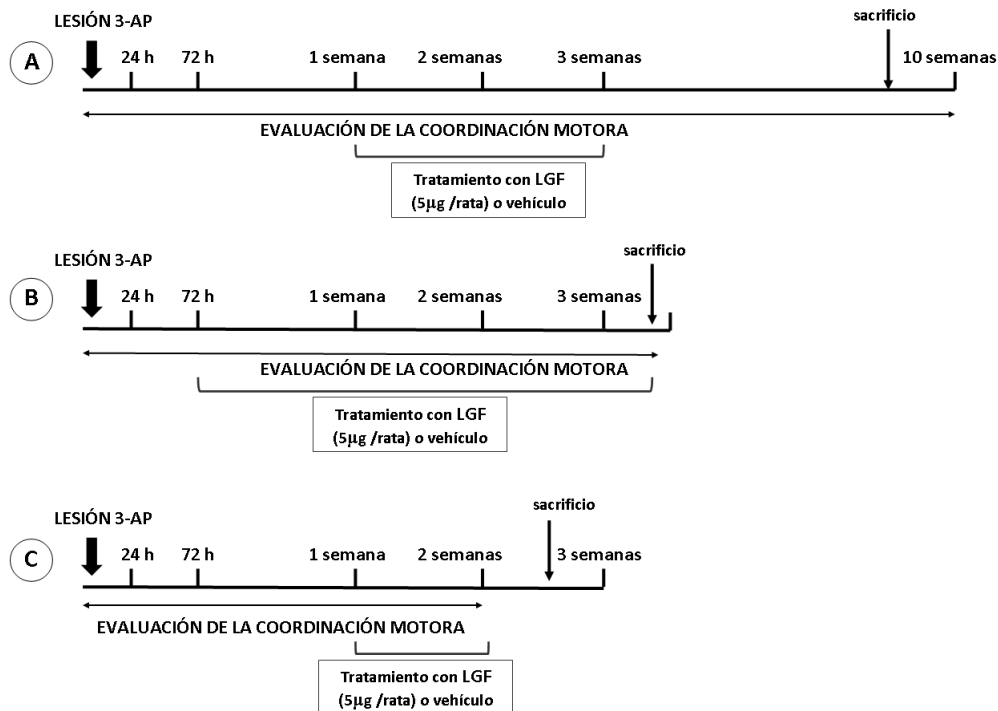 sacrificio
LESIÓN 3-AP
A
24 h 72 h 1 semana 2 semanas 3 semanas 10 semanas
EVALUACIÓN DE LA COORDINACIÓN MOTORA
Tratamiento con LGF
(5μg /rata) o vehículo
sacrificio
LESIÓN 3-AP
B
24 h 72 h 1 semana 2 semanas 3 semanas
EVALUACIÓN DE LA COORDINACIÓN MOTORA
Tratamiento con LGF
(5μg /rata) o vehículo
sacrificio
LESIÓN 3-AP
C
24 h 72 h 1 semana 2 semanas 3 semanas
EVALUACIÓN DE LA COORDINACIÓN MOTORA
Tratamiento con LGF
(5μg /rata) o vehículo